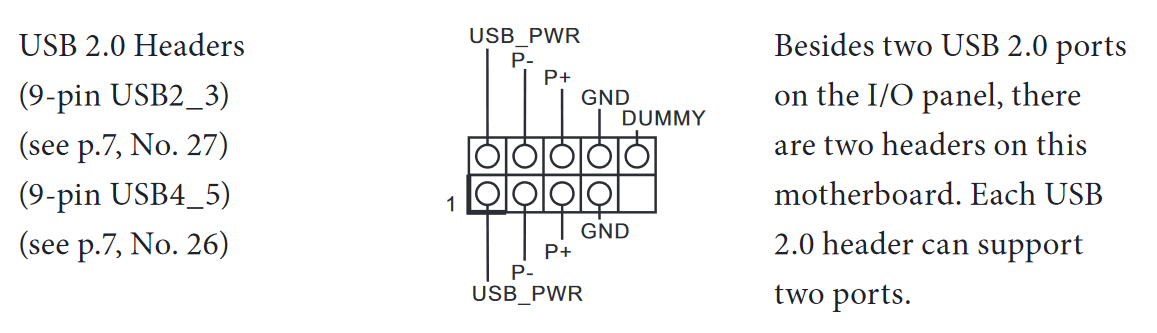 USB 2.0 Headers
(9-pin USB2_3)
(see p.7, No. 27)
(9-pin USB4_5)
(see p.7, No. 26)
USB_PWR
P-
P+
GND
DUMMY
1
GND
P+
P-
USB_PWR
Besides two USB 2.0 ports
on the I/O panel, there
are two headers on this
motherboard. Each USB
2.0 header can support
two ports.